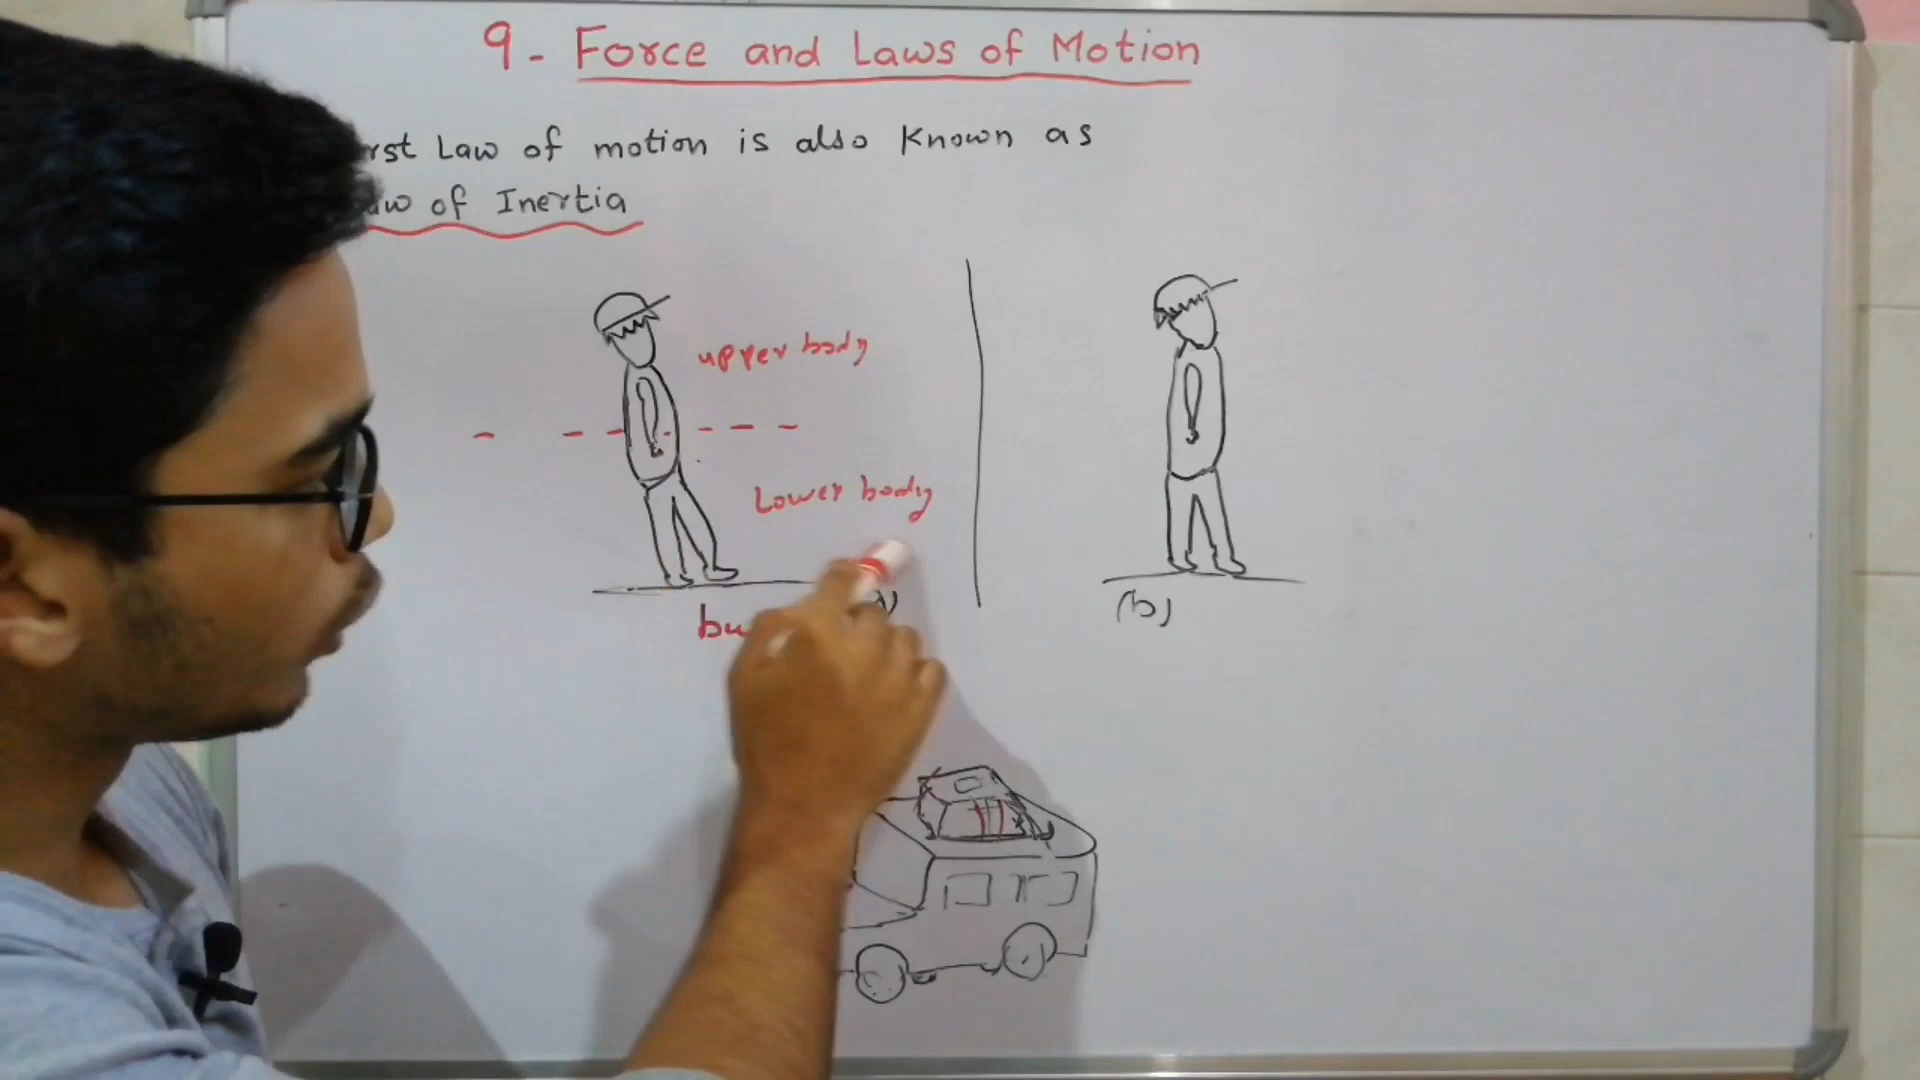 9- Force and Laws of Motion
rst Law of motion is also Known as
aw of Inertia
upper body
Lower body
bu
(b)